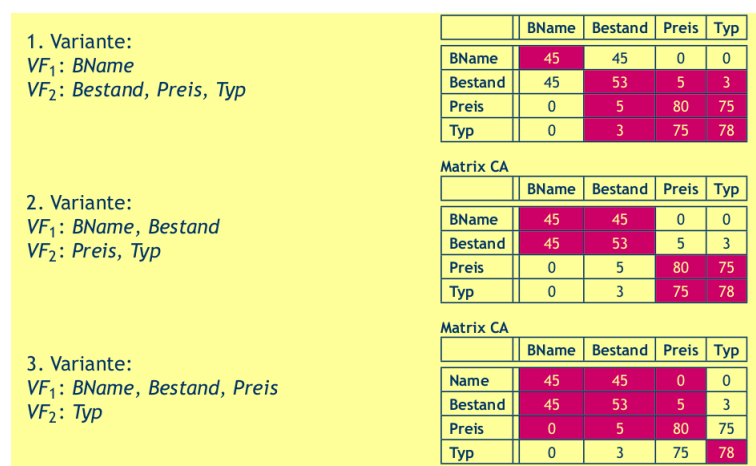 1. Variante:
VF1: BName
VF2: Bestand, Preis, Typ
BName Bestand Preis Typ
BName 45 45 0 0
Bestand 45 53 5 3
Preis 0 5 80 75
Typ 0 3 75 78
2. Variante:
VF1: BName, Bestand
VF2: Preis, Typ
Matrix CA
BName Bestand Preis Typ
BName 45 45 0 0
Bestand 45 53 5 3
Preis 0 5 80 75
Typ 0 3 75 78
3. Variante:
VF1: BName, Bestand, Preis
VF2: Typ
Matrix CA
BName Bestand Preis Typ
Name 45 45 0 0
Bestand 45 53 5 3
Preis 0 5 80 75
Typ 0 3 75 78